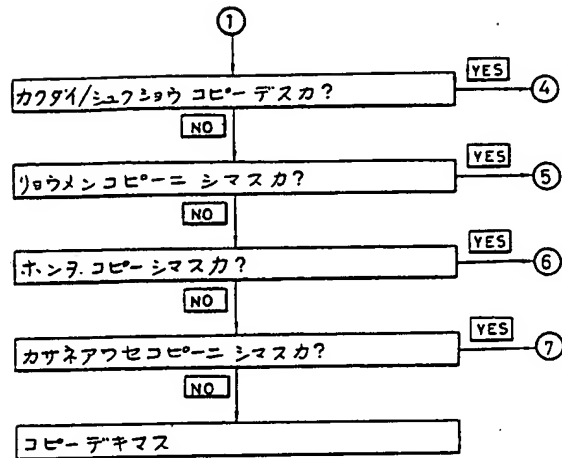 ①
YES
カクダイ/シュクショウ コピーデスカ? ④
NO
YES
リョウメンコピーニ シマスカ? ⑤
NO
YES
ホンヲ.コピーシマスカ? ⑥
NO
YES
カサネアワセコピーニ シマスカ? ⑦
NO
コピーデキマス